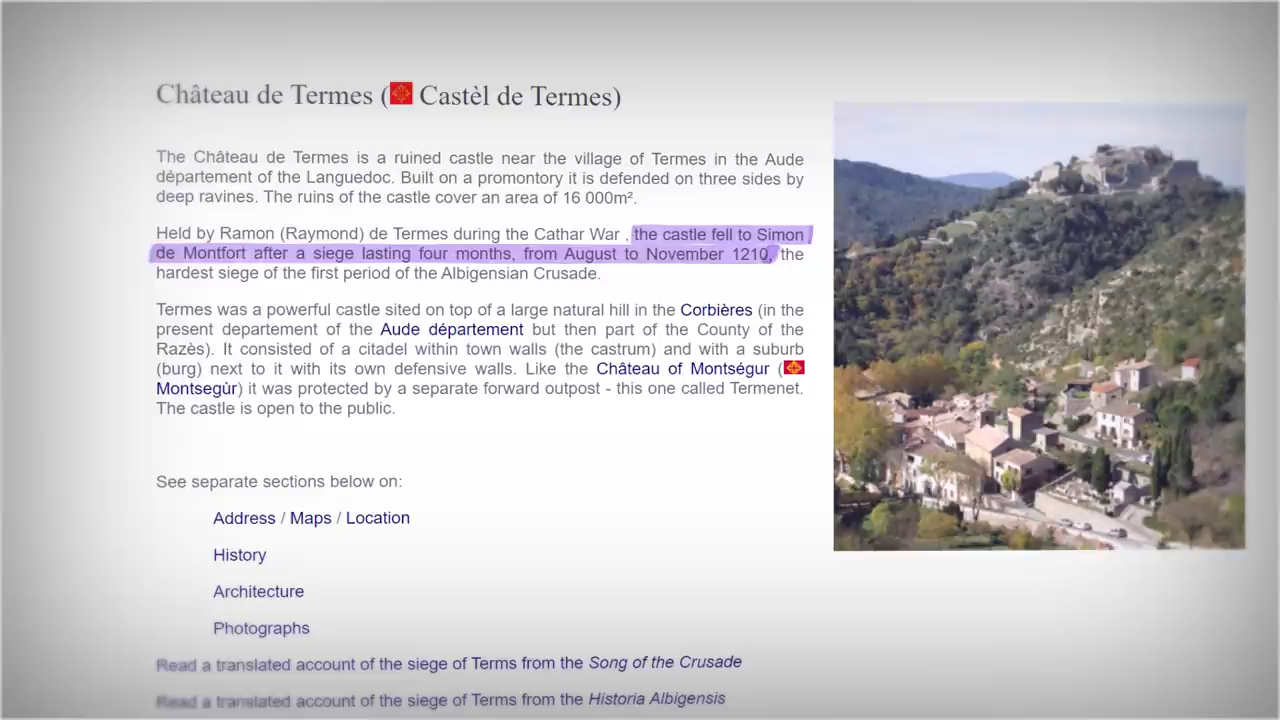 Château de Termes ( Castèl de Termes)
The Château de Termes is a ruined castle near the village of Termes in the Aude
département of the Languedoc. Built on a promontory it is defended on three sides by
deep ravines. The ruins of the castle cover an area of 16 000m².
Held by Ramon (Raymond) de Termes during the Cathar War , the castle fell to Simon
de Montfort after a siege lasting four months, from August to November 1210, the
hardest siege of the first period of the Albigensian Crusade.
Termes was a powerful castle sited on top of a large natural hill in the Corbières (in the
present departement of the Aude département but then part of the County of the
Razès). It consisted of a citadel within town walls (the castrum) and with a suburb
(burg) next to it with its own defensive walls. Like the Château of Montségur (
Montsegùr) it was protected by a separate forward outpost - this one called Termenet.
The castle is open to the public.
See separate sections below on:
Address / Maps / Location
History
Architecture
Photographs
Read a translated account of the siege of Terms from the Song of the Crusade
Read a translated account of the siege of Terms from the Historia Albigensis